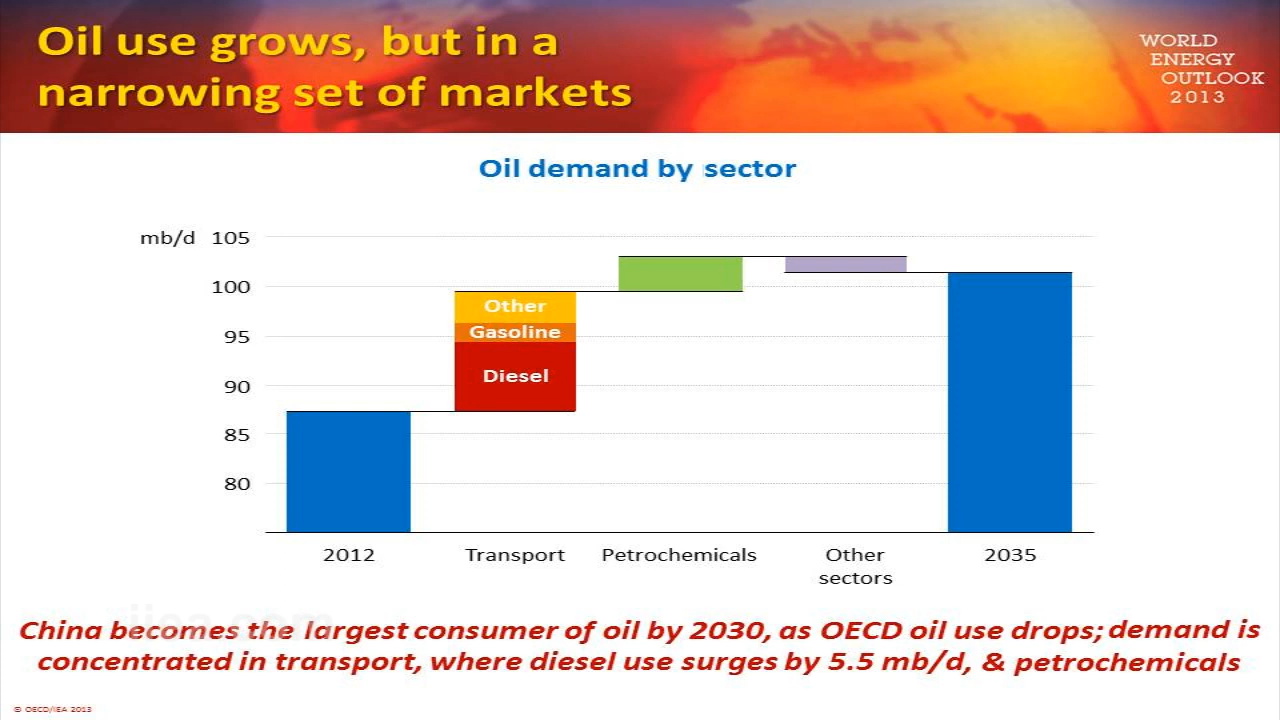 Oil use grows, but in a
narrowing set of markets
WORLD
ENERGY
OUTLOOK
2013
Oil demand by sector
mb/d
105
100
95
90
85
80
Other
Gasoline
Diesel
2012
Transport
Petrochemicals
Other
sectors
2035
iiea.com
China becomes the largest consumer of oil by 2030, as OECD oil use drops; demand is
concentrated in transport, where diesel use surges by 5.5 mb/d, & petrochemicals
© OECD/IEA 2013